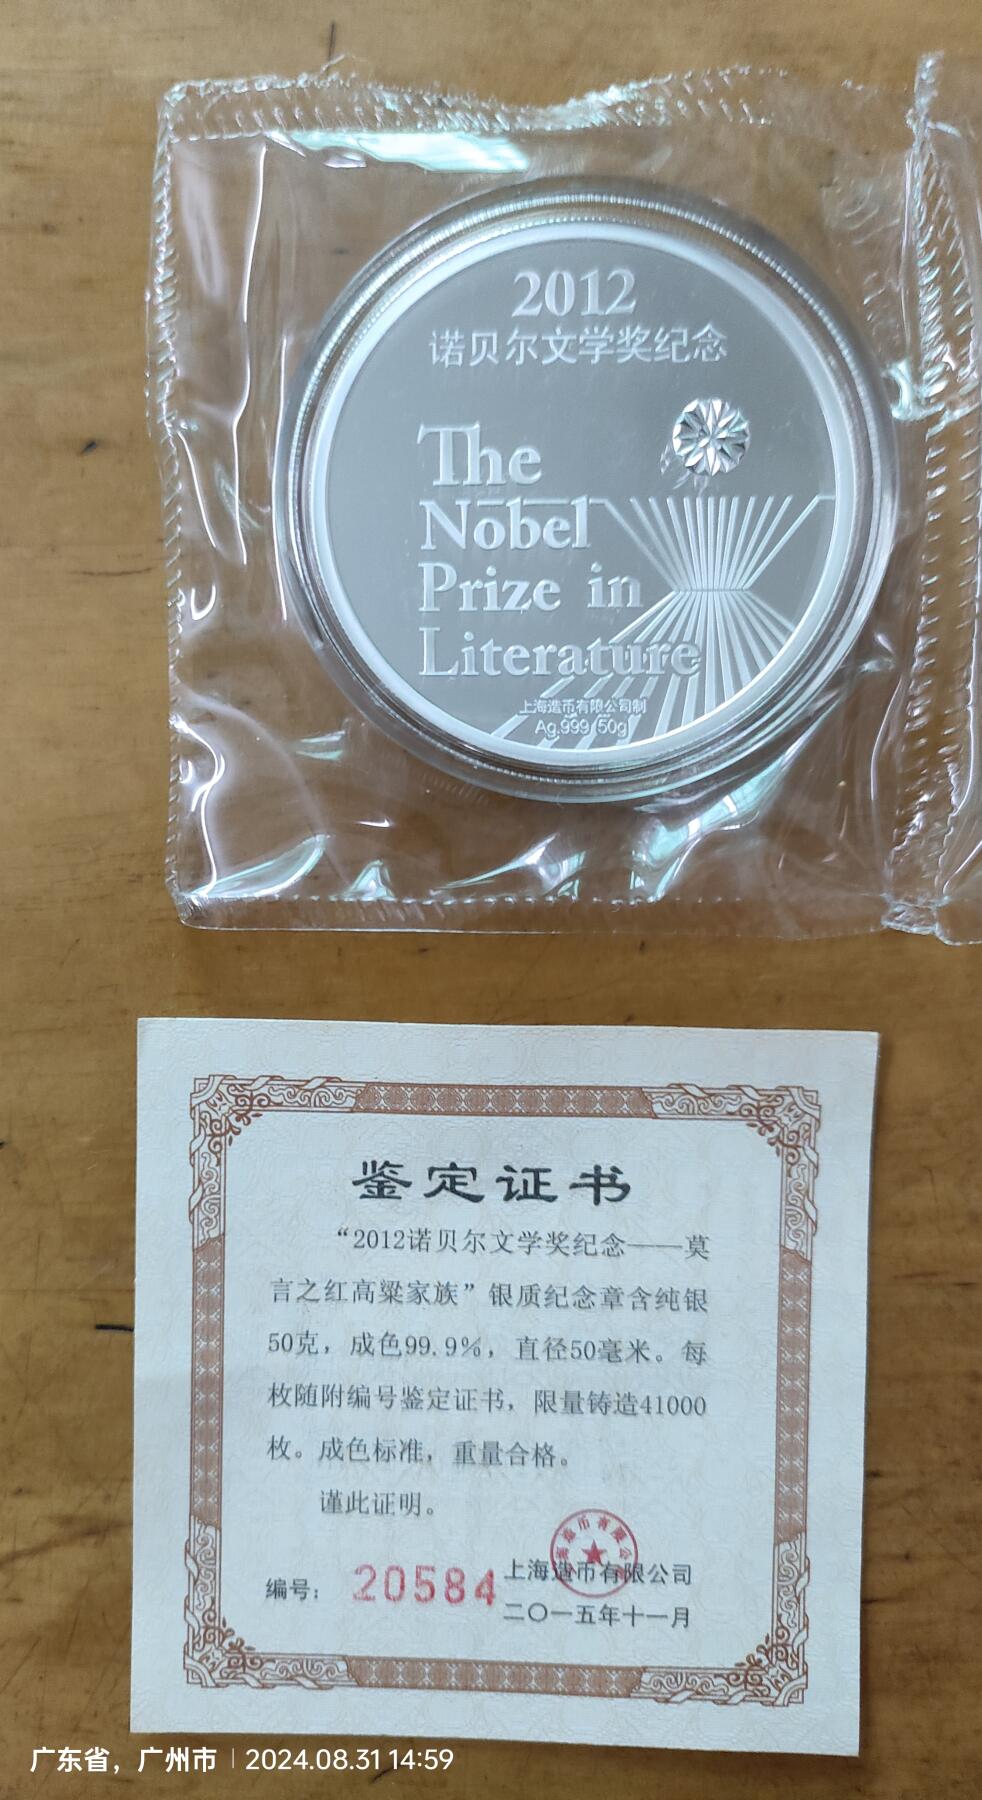 2012
诺贝尔文学奖纪念
The
Nobel
Prize in
Literature
上海造币有限公司制
Ag.999 50g
鉴定证书
“2012诺贝尔文学奖纪念——莫
言之红高粱家族”银质纪念章含纯银
50克，成色99.9%，直径50毫米。每
枚随附编号鉴定证书，限量铸造41000
枚。成色标准，重量合格。
谨此证明。
编号：20584
上海造币有限公司
二〇一五年十一月
广东省，广州市 | 2024.08.31 14:59